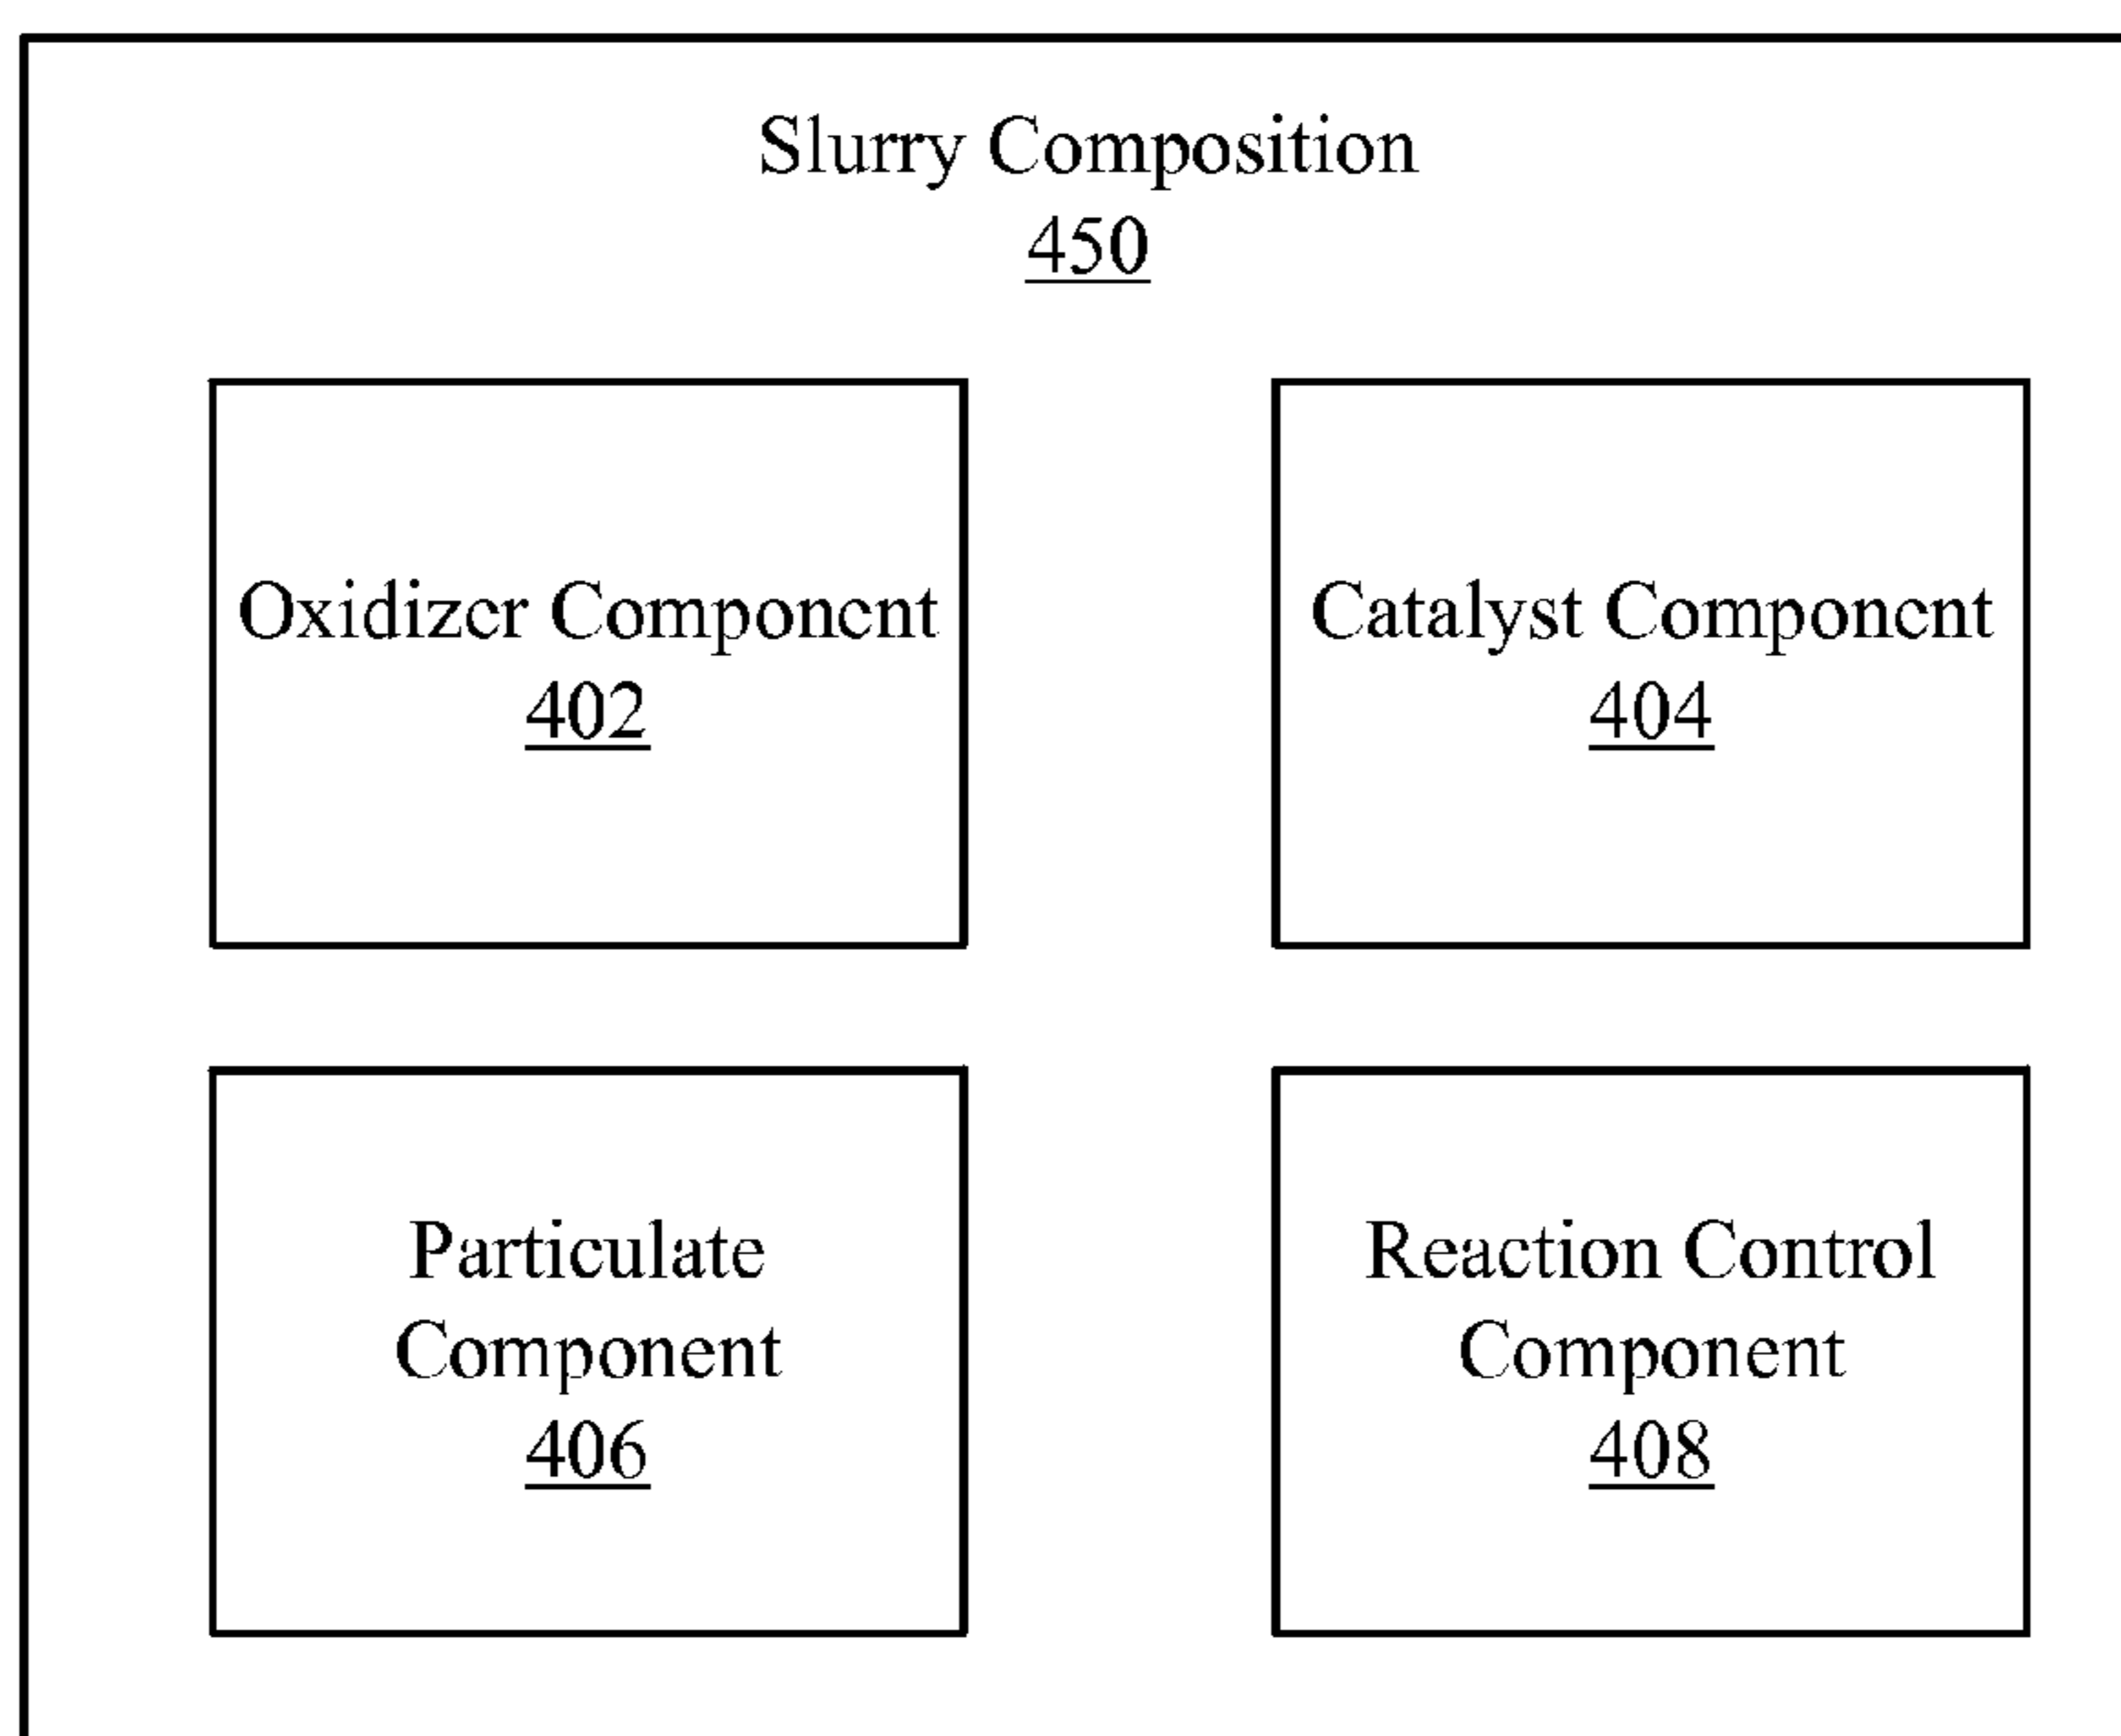 Slurry Composition
450
Oxidizer Component
402
Catalyst Component
404
Particulate
Component
406
Reaction Control
Component
408